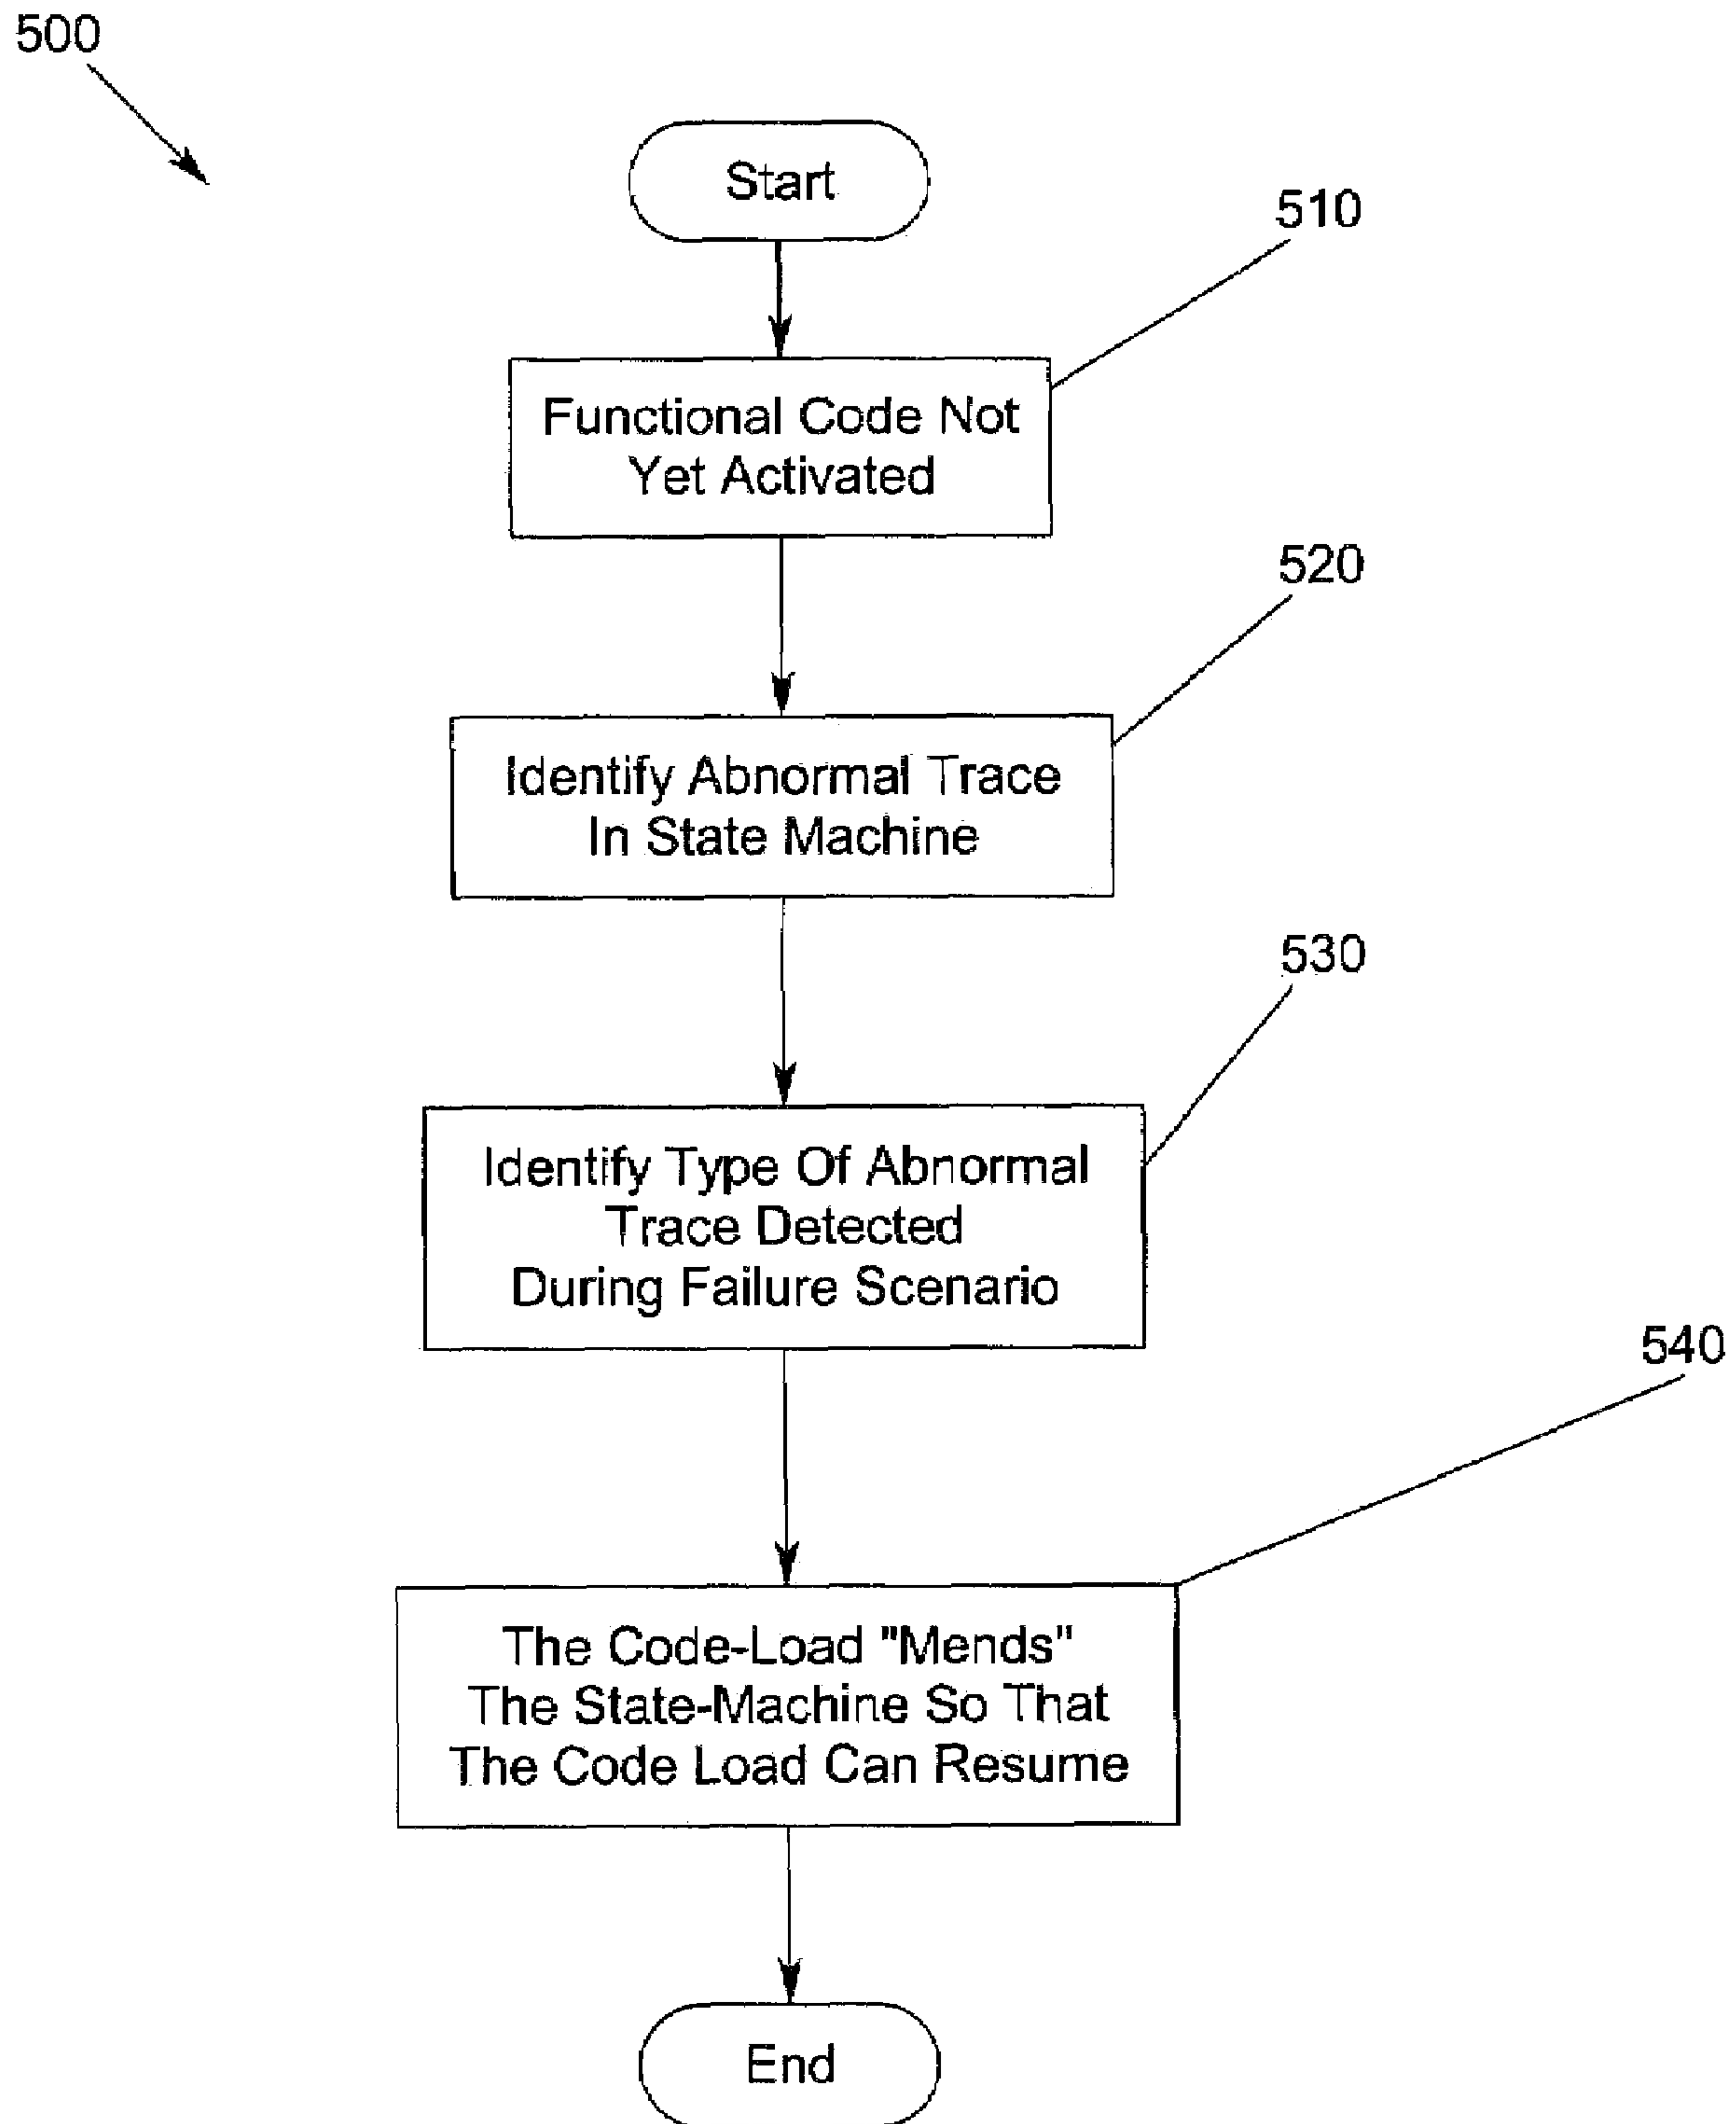 500
Start
510
Functional Code Not
Yet Activated
520
Identify Abnormal Trace
In State Machine
530
Identify Type Of Abnormal
Trace Detected
During Failure Scenario
540
The Code-Load "Mends"
The State-Machine So That
The Code Load Can Resume
End